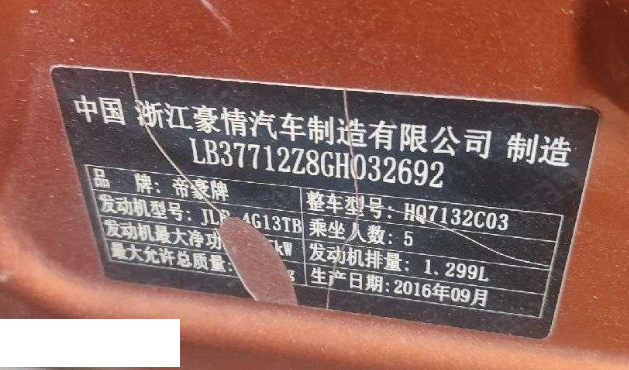 中国 浙江豪情汽车制造有限公司 制造
LB37712Z8GH032692
品 牌: 帝豪牌
整车型号: HQ7132C03
发动机型号: 4G13TB
乘坐人数: 5
发动机最大净功 kW
发动机排量: 1.299L
最大允许总质量:
生产日期: 2016年09月